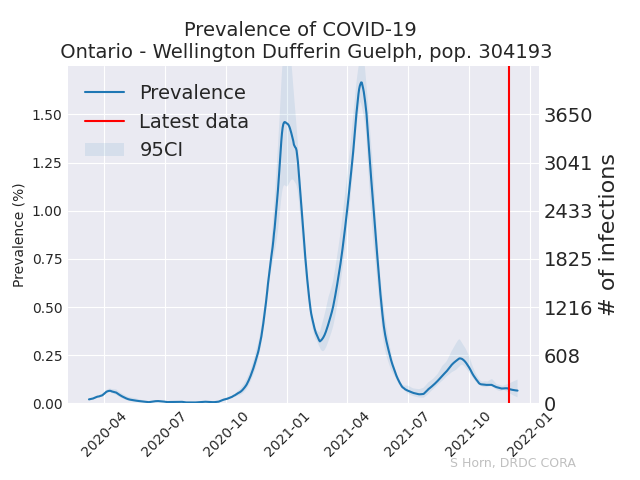 Prevalence of COVID-19
Ontario - Wellington Dufferin Guelph, pop. 304193
Prevalence
Latest data
95CI
Prevalence (%)
1.50
1.25
1.00
0.75
0.50
0.25
0.00
3650
3041
2433
1825
1216
608
0
# of infections
2020-04
2020-07
2020-10
2021-01
2021-04
2021-07
2021-10
2022-01
S Horn, DRDC CORA